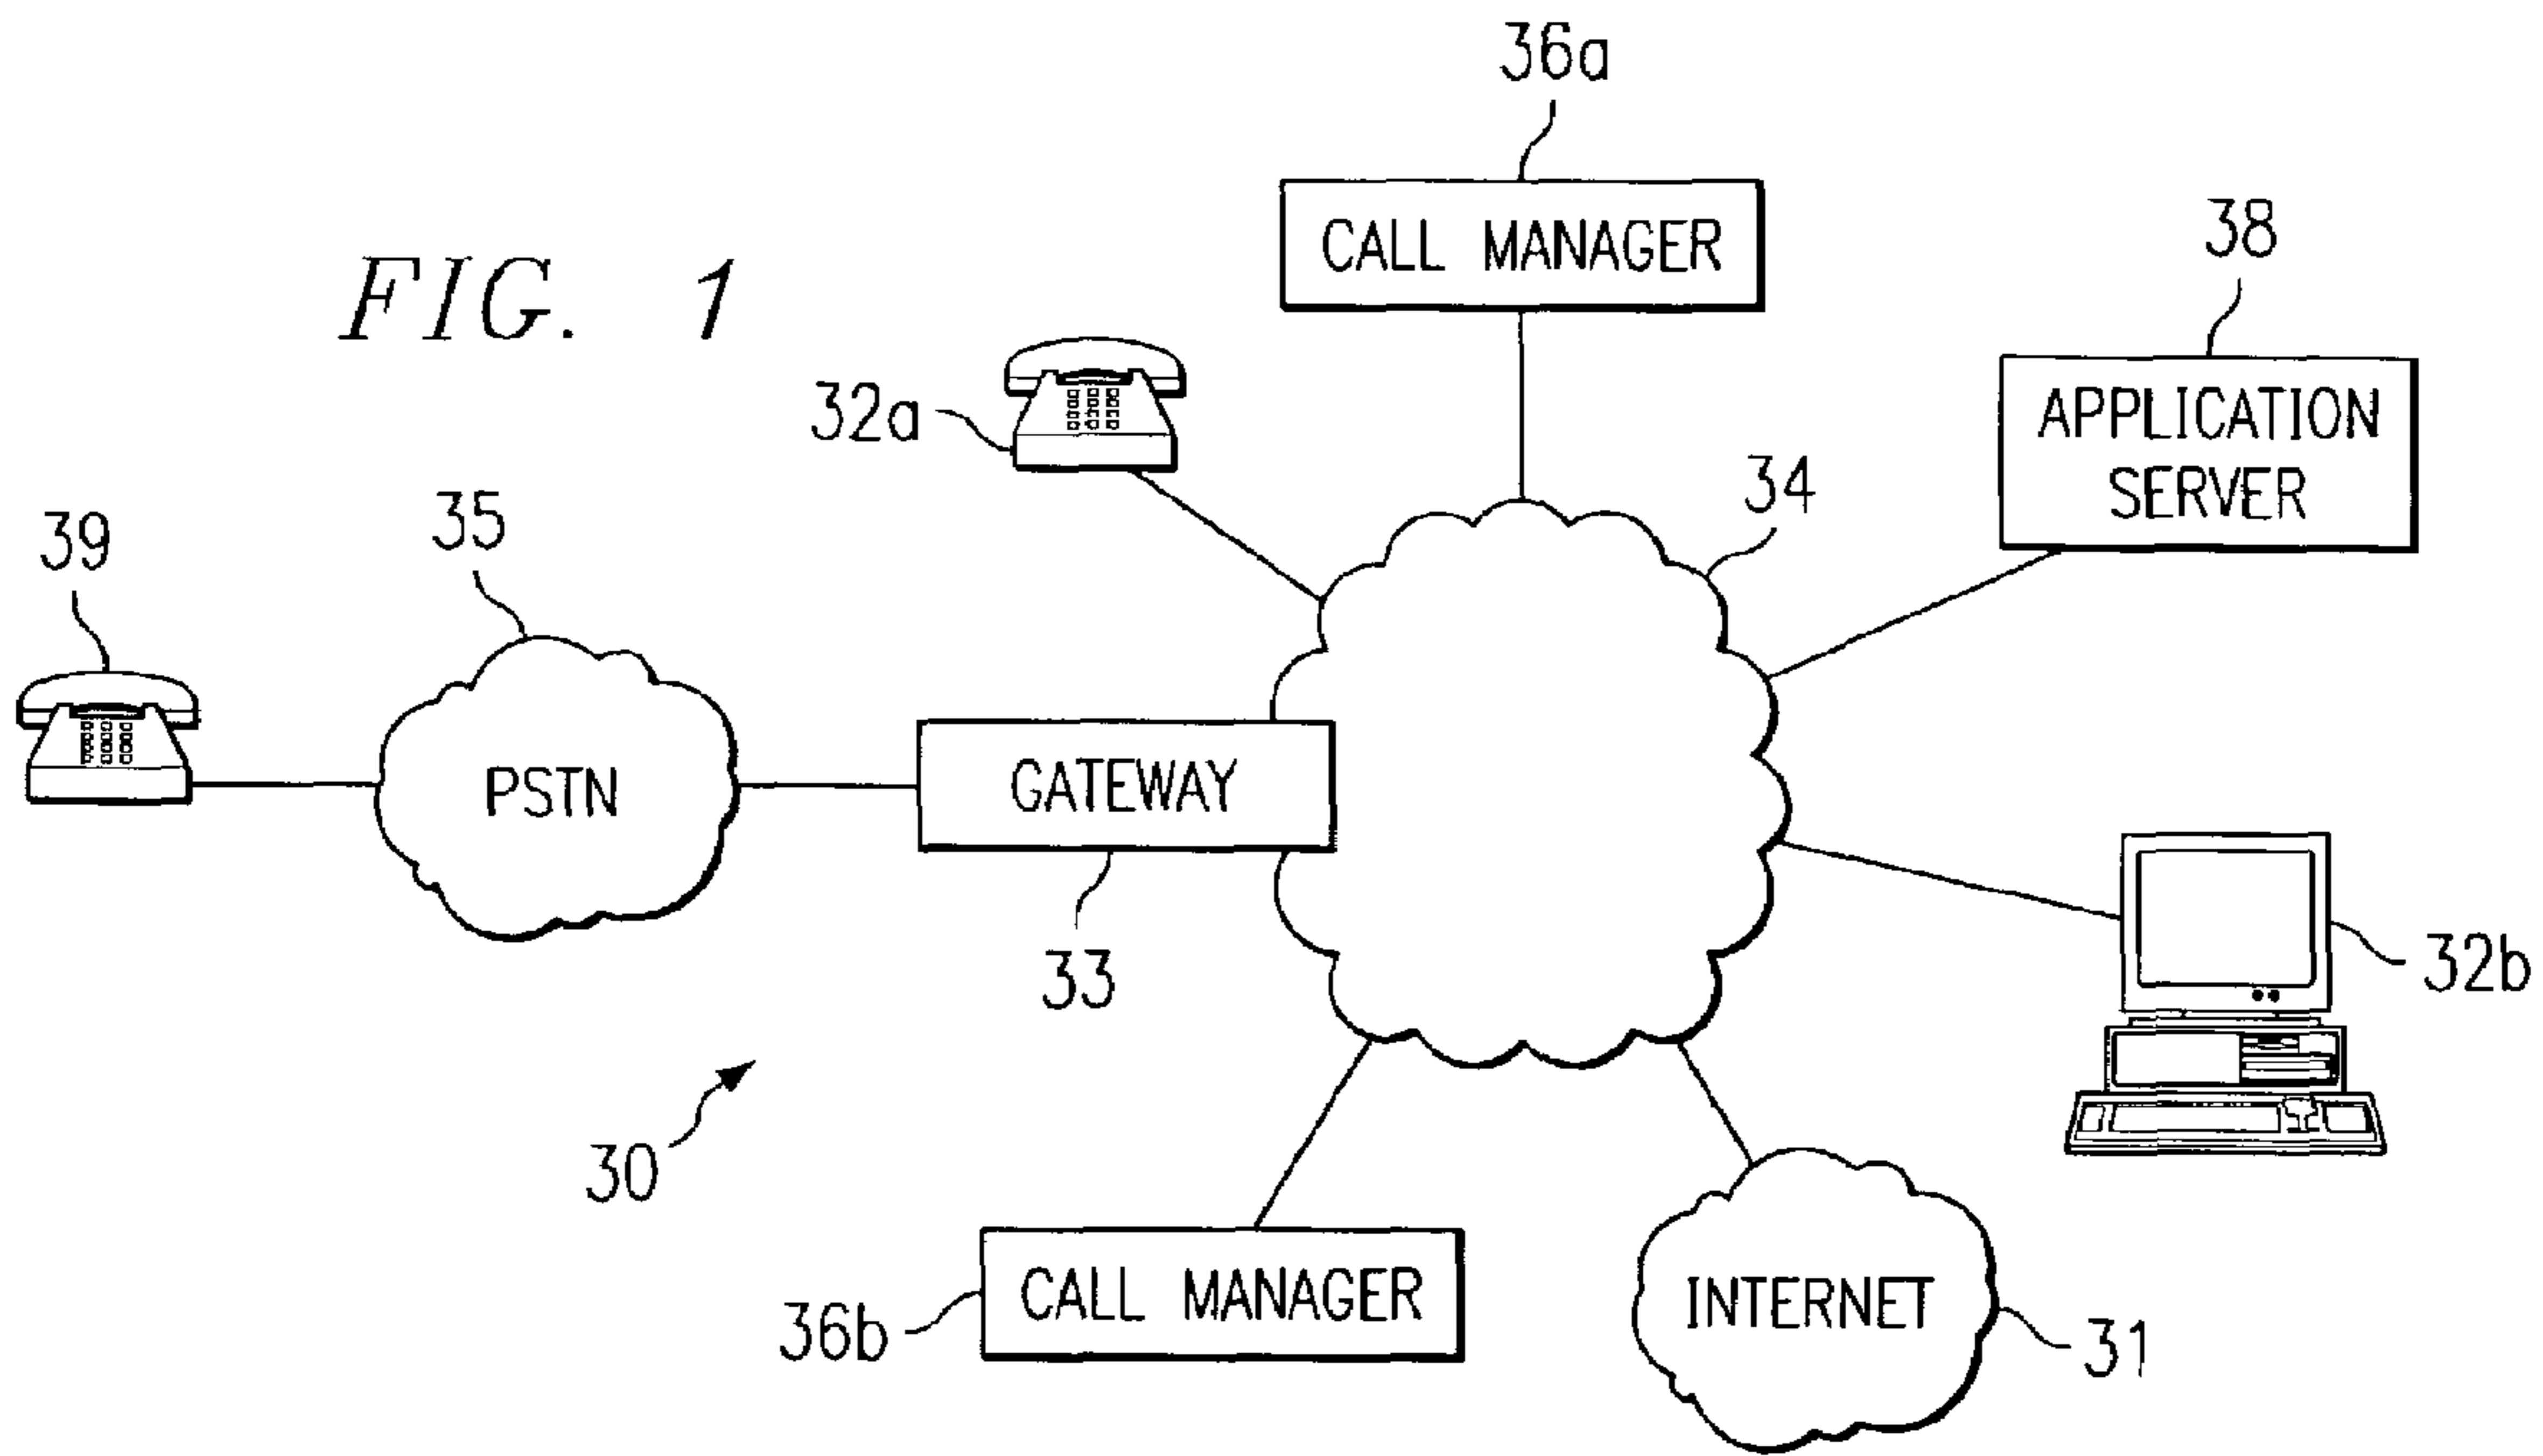 36a
CALL MANAGER
38
FIG. 1
APPLICATION
SERVER
32a
34
35
39
PSTN
GATEWAY
33
32b
30
CALL MANAGER
36b
INTERNET
31